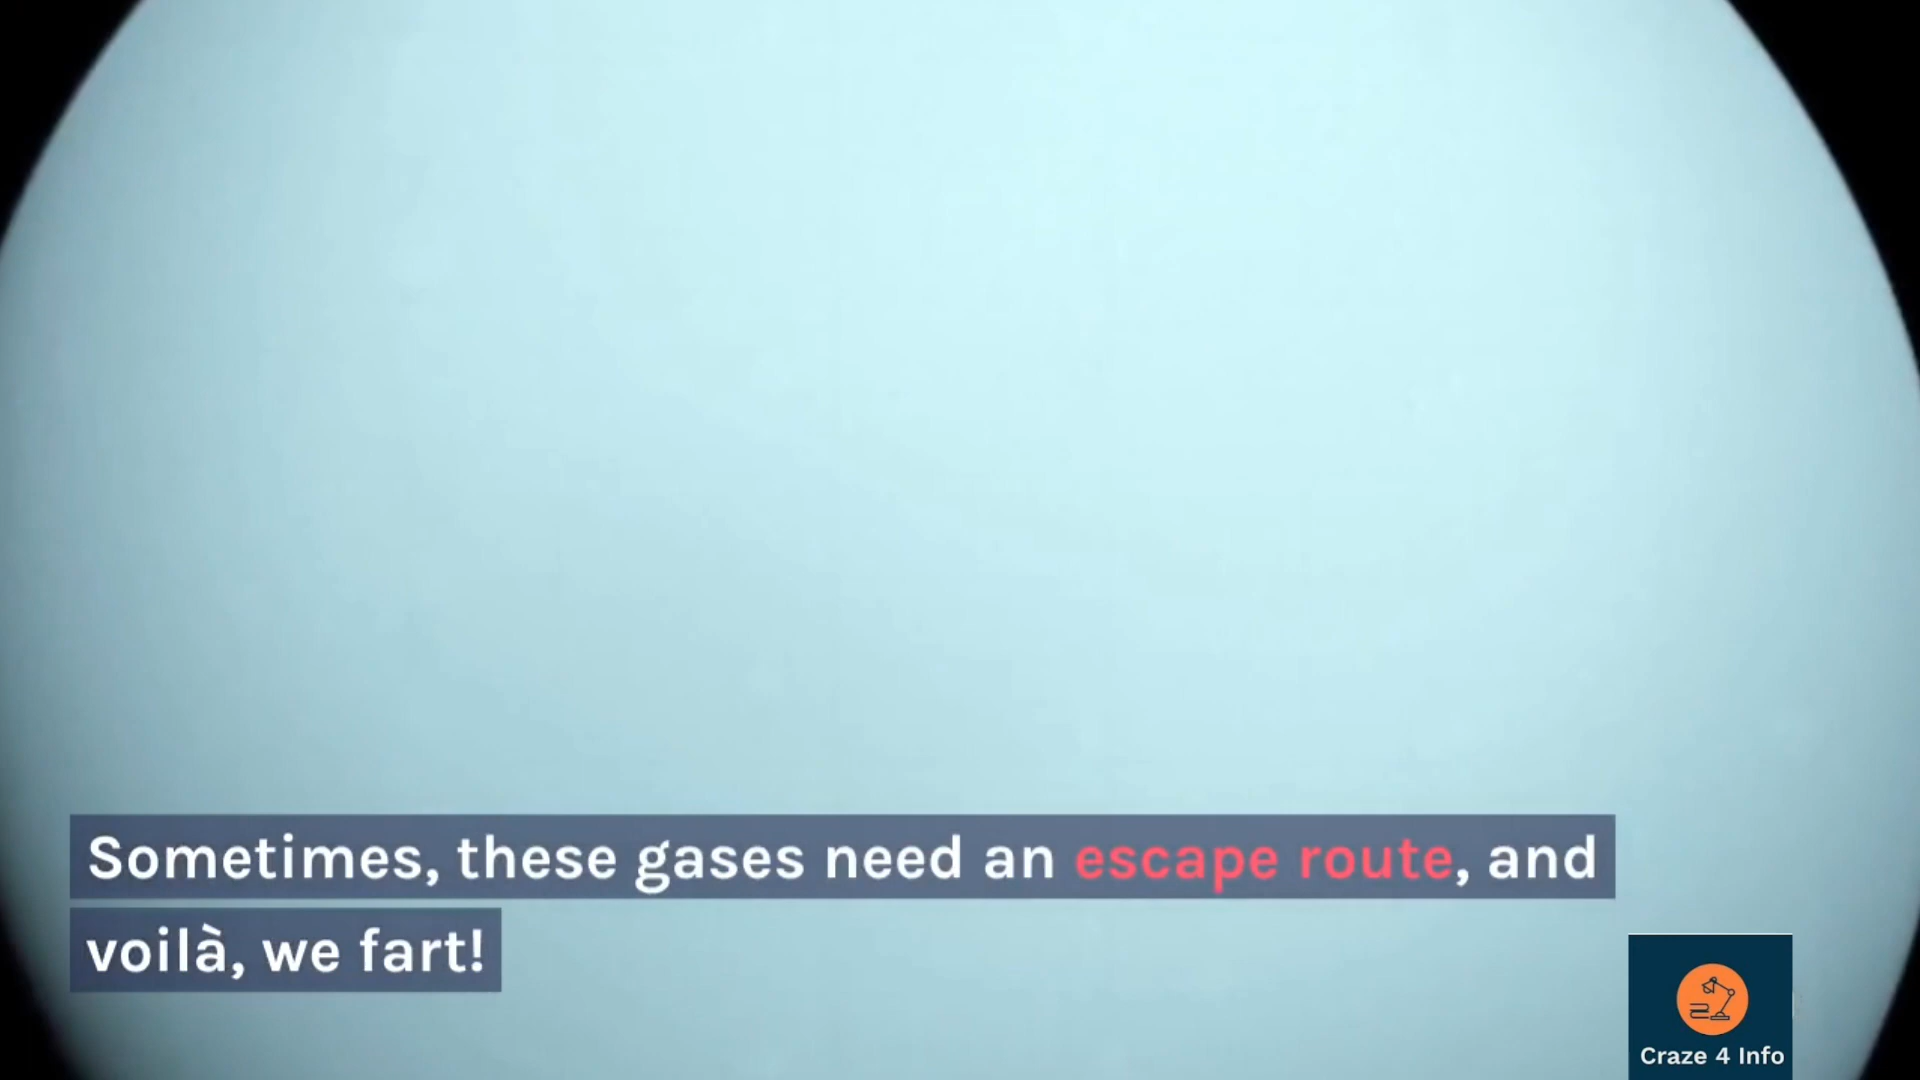 Sometimes, these gases need an escape route, and
voilà, we fart!
Craze 4 Info